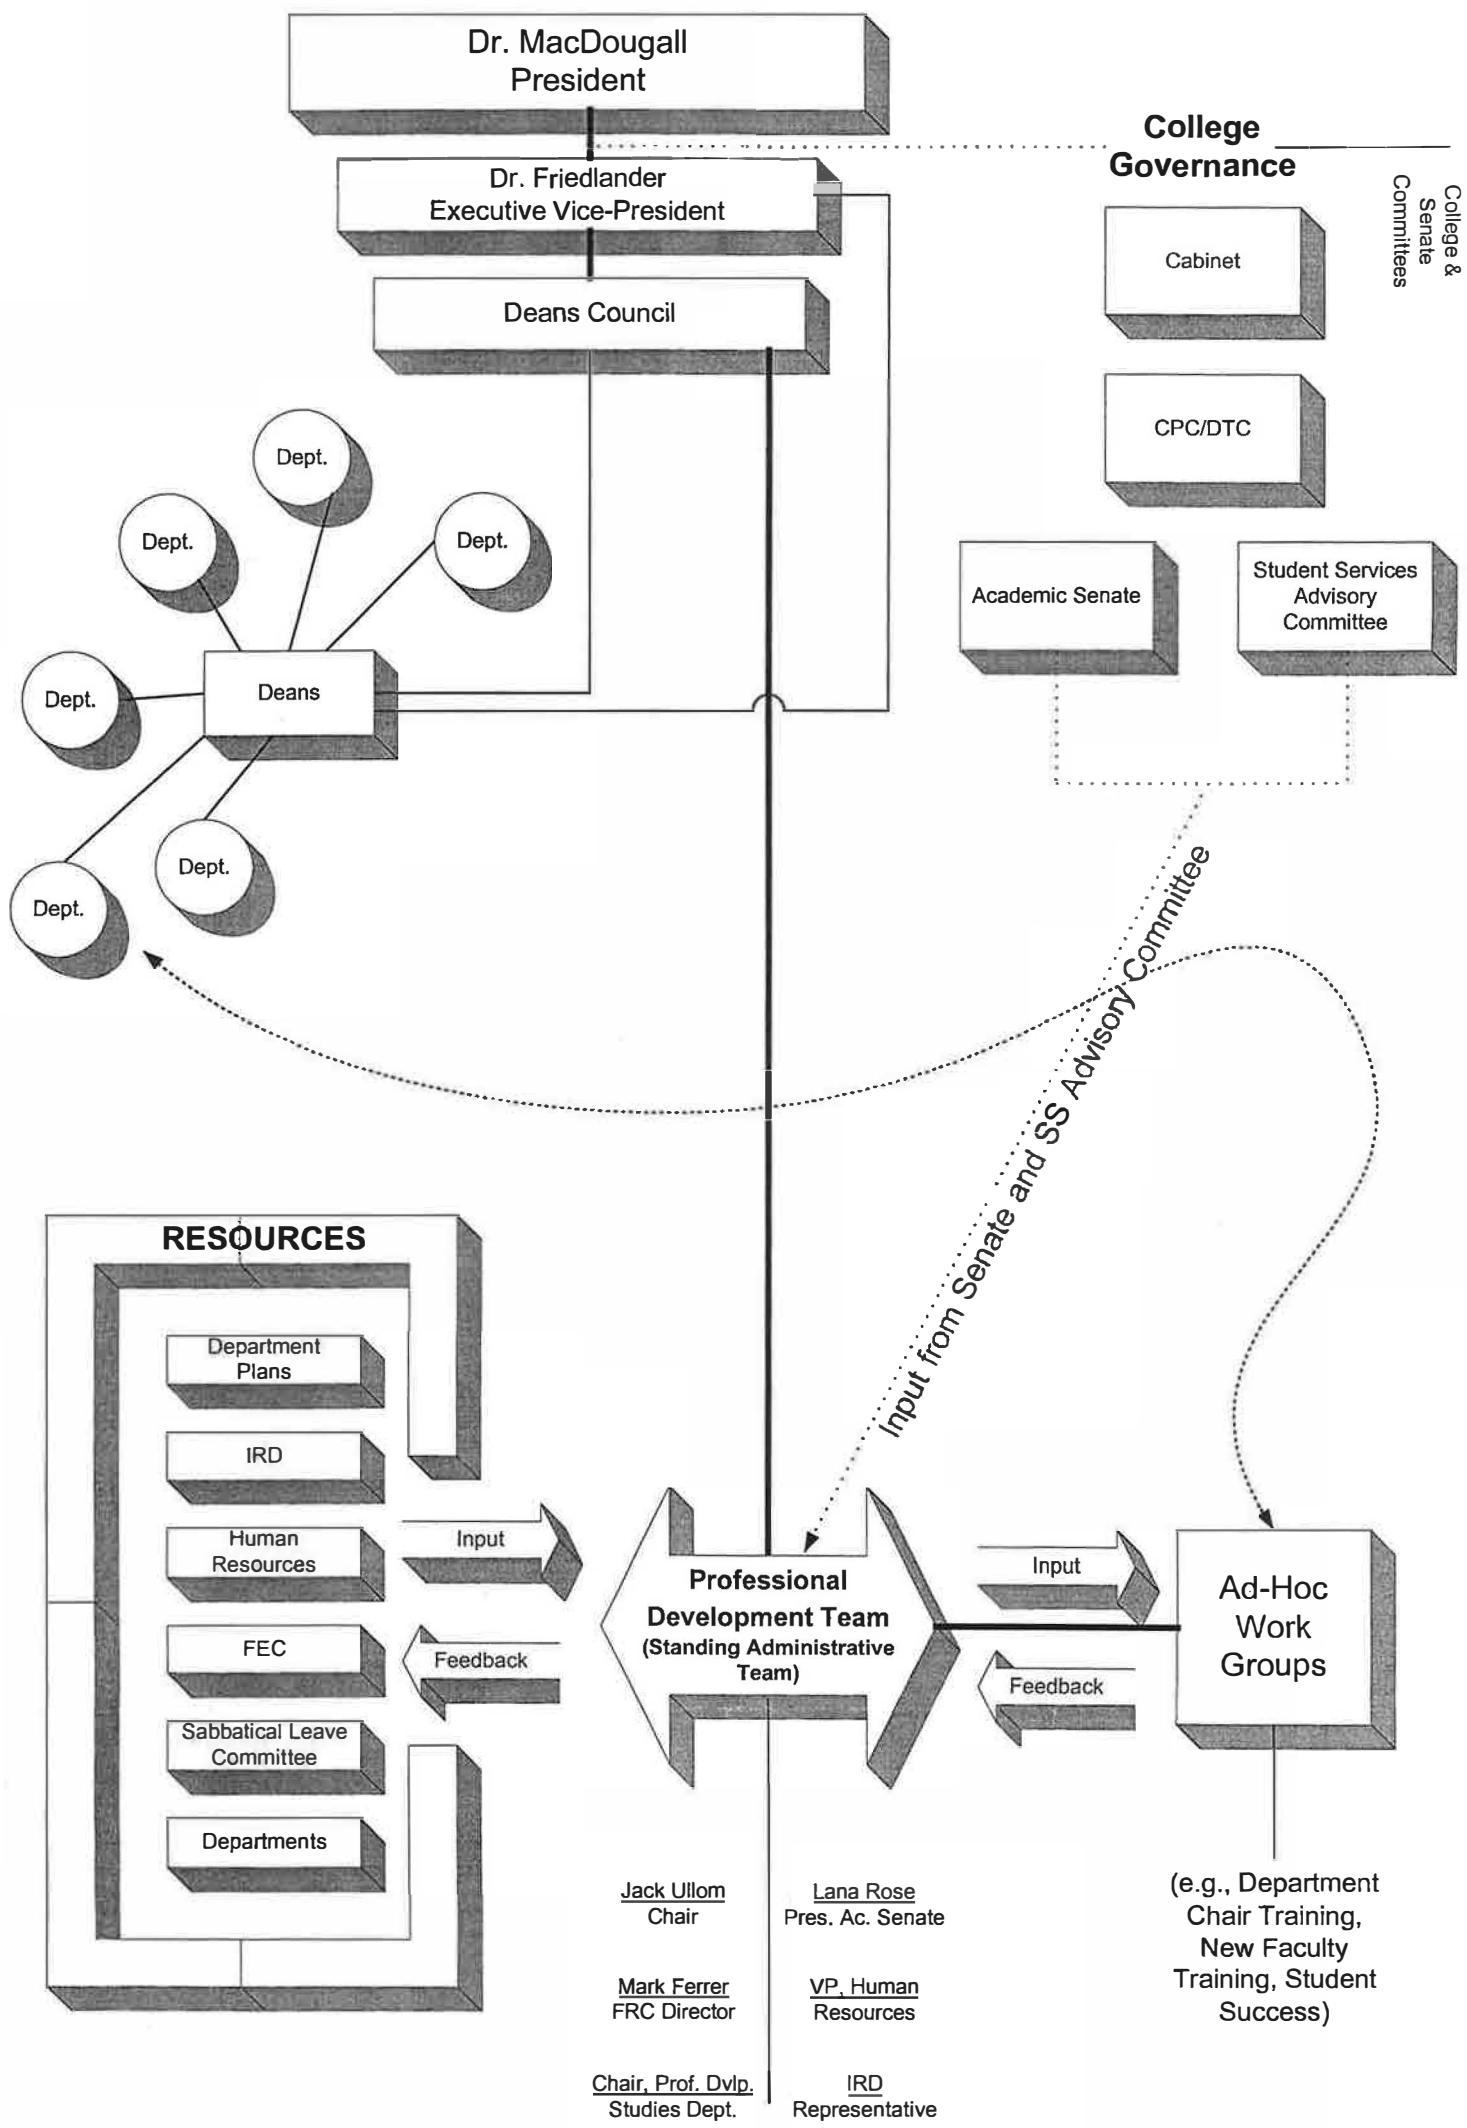 Dr. MacDougall
President
College
Governance
College &
Senate
Committees
Dr. Friedlander
Executive Vice-President
Cabinet
Deans Council
CPC/DTC
Dept.
Dept.
Dept.
Academic Senate
Student Services
Advisory
Committee
Dept.
Deans
Dept.
Dept.
Input from Senate and SS Advisory Committee
RESOURCES
Department
Plans
IRD
Human
Resources
FEC
Sabbatical Leave
Committee
Departments
Input
Feedback
Professional
Development Team
(Standing Administrative
Team)
Input
Feedback
Ad-Hoc
Work
Groups
Jack Ullom
Chair
Lana Rose
Pres. Ac. Senate
Mark Ferrer
FRC Director
VP, Human
Resources
Chair, Prof. Dvlp.
Studies Dept.
IRD
Representative
(e.g., Department
Chair Training,
New Faculty
Training, Student
Success)